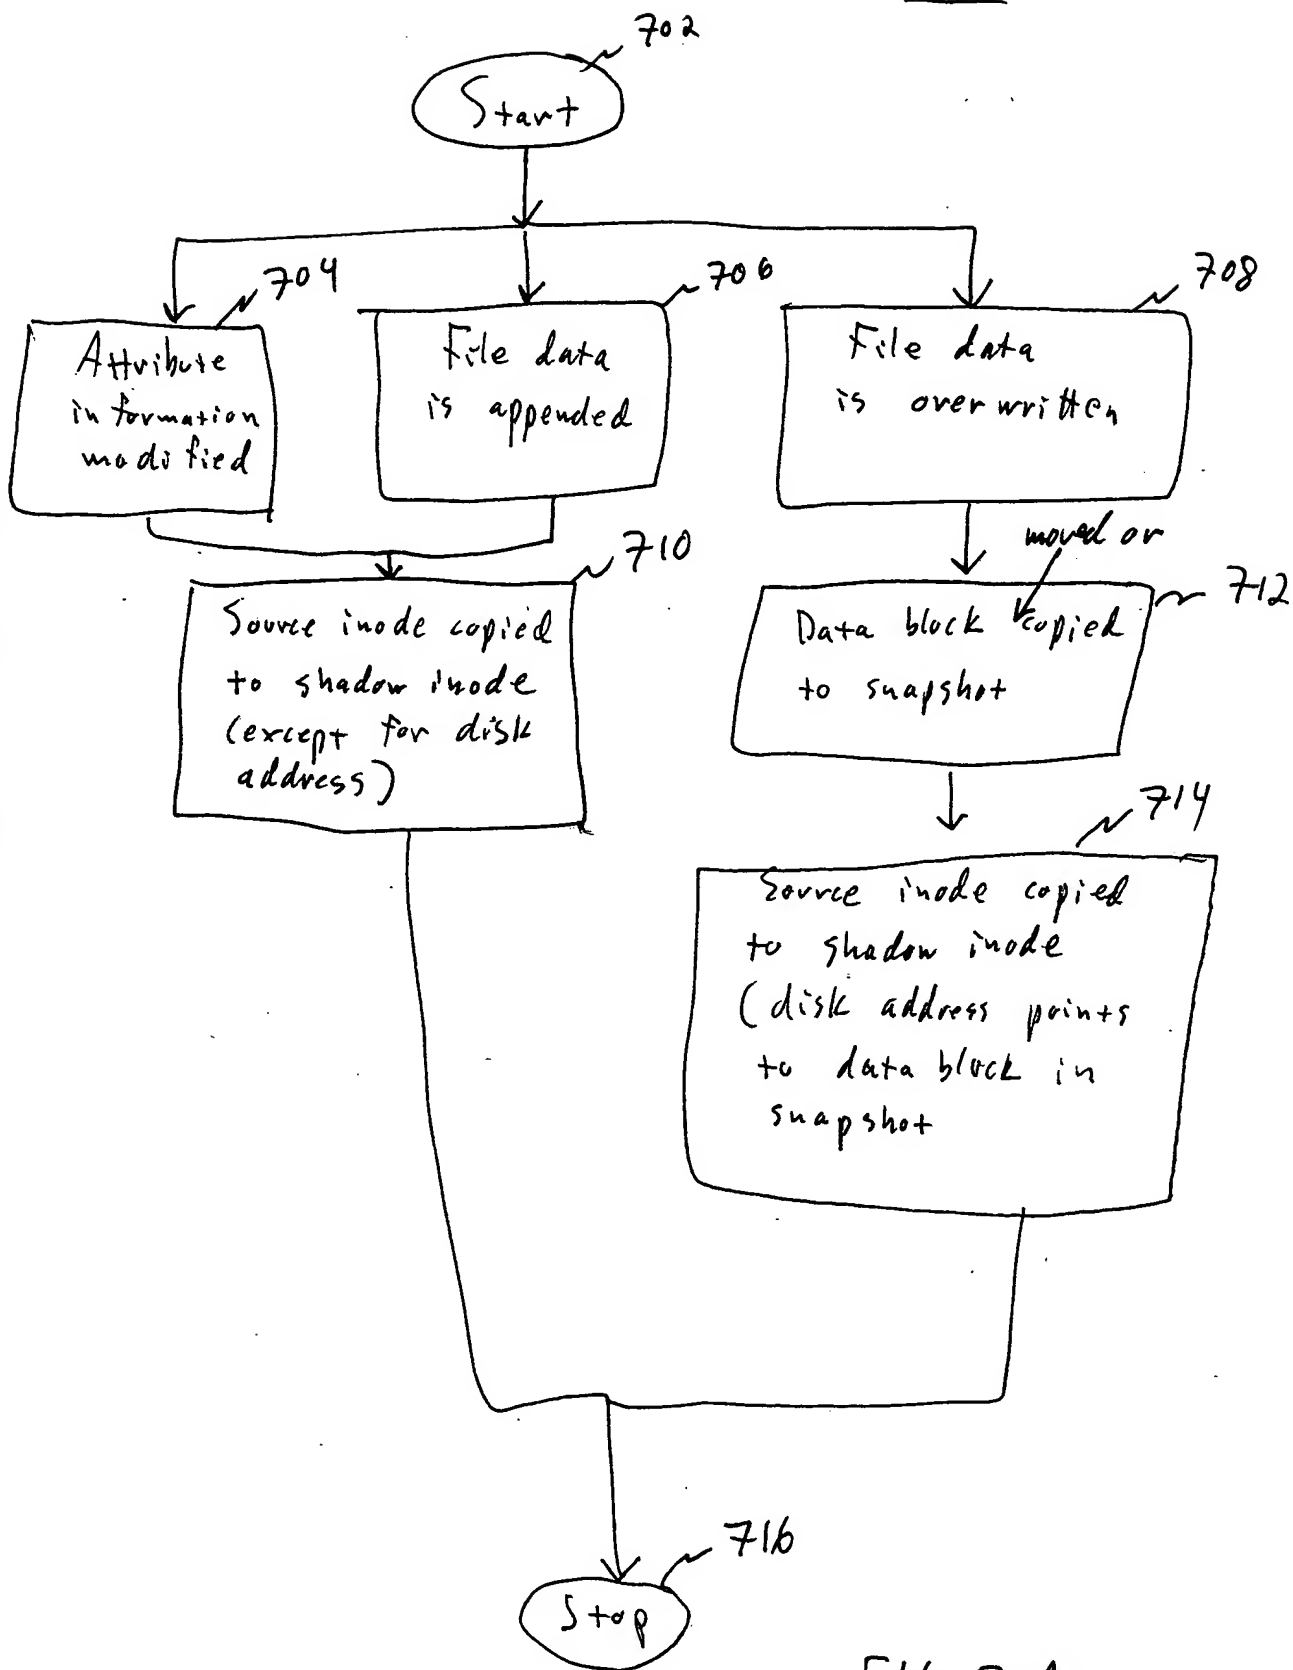 702
Start
704
706
708
Attribute
information
modified
File data
is appended
File data
is overwritten
moved or
710
712
Source inode copied
to shadow inode
(except for disk
address)
Data block copied
to snapshot
714
Source inode copied
to shadow inode
(disk address points
to data block in
snapshot
716
Stop